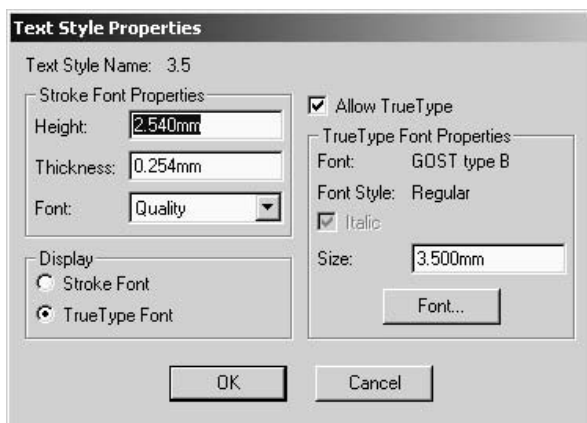 Text Style Properties
Text Style Name: 3.5
Stroke Font Properties
Height: 2.540mm
Thickness: 0.254mm
Font: Quality
Display
Stroke Font
TrueType Font
Allow TrueType
TrueType Font Properties
Font: GOST type B
Font Style: Regular
Italic
Size: 3.500mm
Font...
OK
Cancel